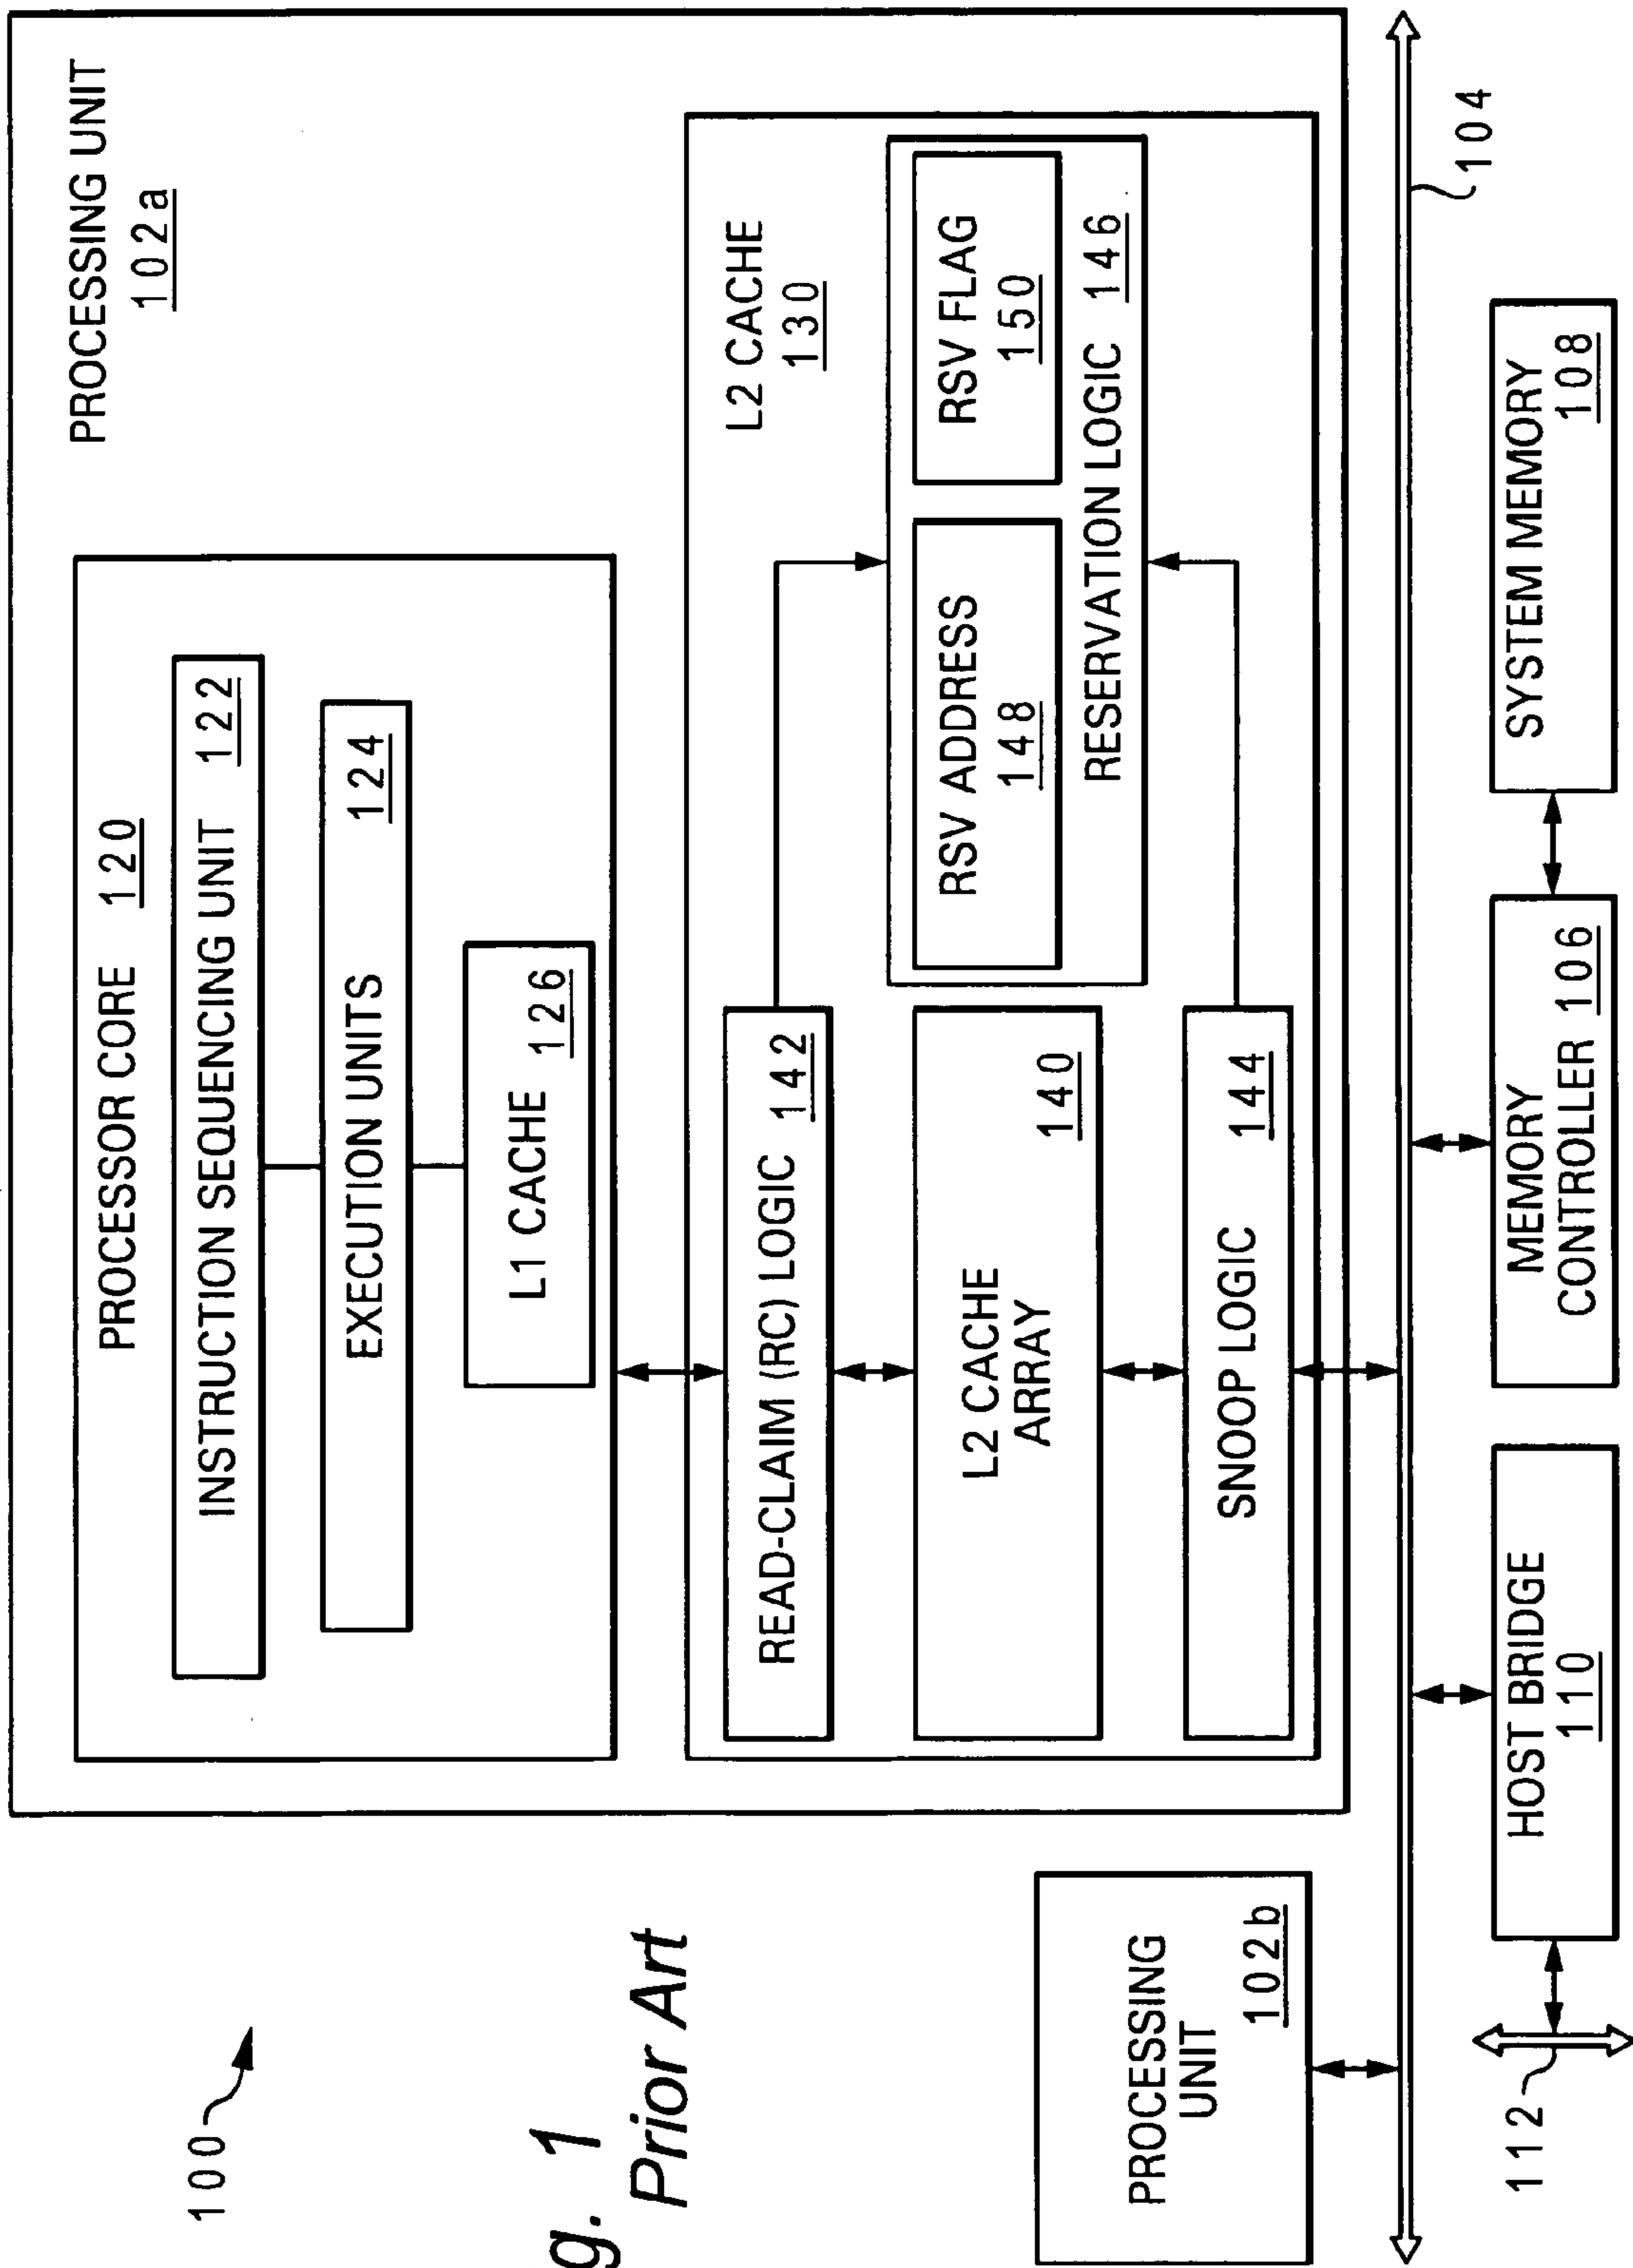 100
PROCESSING UNIT
102a
PROCESSOR CORE 120
INSTRUCTION SEQUENCING UNIT 122
EXECUTION UNITS 124
L1 CACHE 126
L2 CACHE
130
READ-CLAIM (RC) LOGIC 142
L2 CACHE
ARRAY
140
SNOOP LOGIC 144
RSV ADDRESS
148
RSV FLAG
150
RESERVATION LOGIC 146
g. 1
Prior Art
PROCESSING
UNIT
102b
104
112
HOST BRIDGE
110
MEMORY
CONTROLLER 106
SYSTEM MEMORY
108